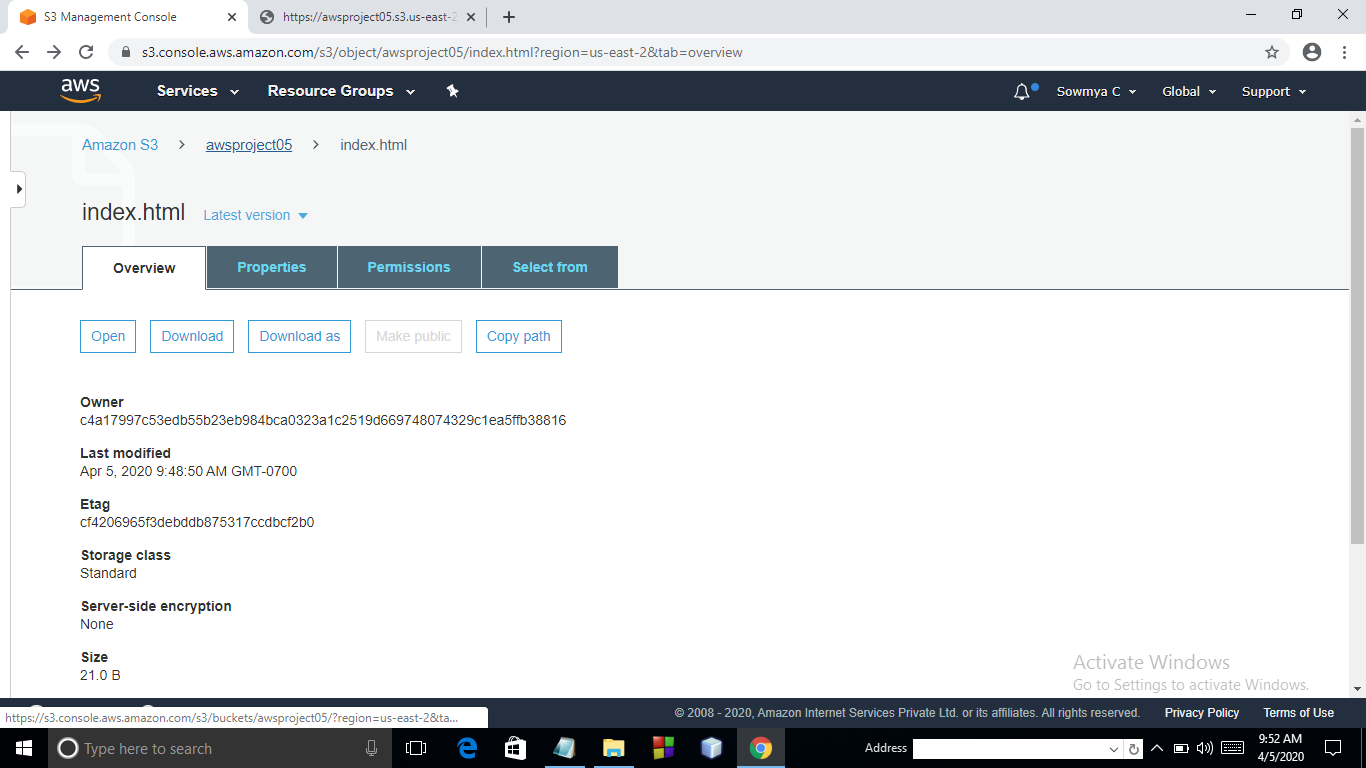 S3 Management Console
https://awsproject05.s3.us-east-2
s3.console.aws.amazon.com/s3/object/awsproject05/index.html?region=us-east-2&tab=overview
aws Services Resource Groups Sowmya C Global Support
Amazon S3 > awsproject05 > index.html
index.html Latest version
Overview Properties Permissions Select from
Open Download Download as Make public Copy path
Owner
c4a17997c53edb55b23eb984bca0323a1c2519d669748074329c1ea5ffb38816
Last modified
Apr 5, 2020 9:48:50 AM GMT-0700
Etag
cf4206965f3debddb875317ccdbcf2b0
Storage class
Standard
Server-side encryption
None
Size
21.0 B
Activate Windows
Go to Settings to activate Windows.
https://s3.console.aws.amazon.com/s3/buckets/awsproject05/?region=us-east-2&ta...
© 2008 - 2020, Amazon Internet Services Private Ltd. or its affiliates. All rights reserved. Privacy Policy Terms of Use
Type here to search
Address
9:52 AM
4/5/2020